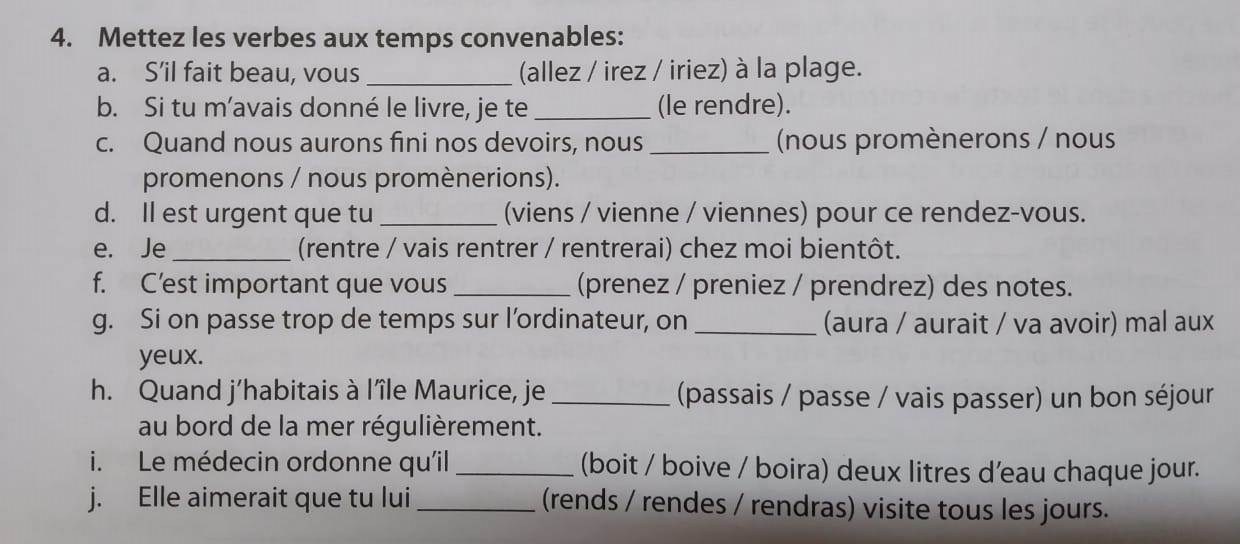 4. Mettez les verbes aux temps convenables:
a. S'il fait beau, vous __________ (allez / irez / iriez) à la plage.
b. Si tu m'avais donné le livre, je te ________ (le rendre).
c. Quand nous aurons fini nos devoirs, nous ________ (nous promènerons / nous
promenons / nous promènerions).
d. Il est urgent que tu ________ (viens / vienne / viennes) pour ce rendez-vous.
e. Je ________ (rentre / vais rentrer / rentrerai) chez moi bientôt.
f. C'est important que vous ________ (prenez / preniez / prendrez) des notes.
g. Si on passe trop de temps sur l'ordinateur, on ________ (aura / aurait / va avoir) mal aux
yeux.
h. Quand j'habitais à l'île Maurice, je ________ (passais / passe / vais passer) un bon séjour
au bord de la mer régulièrement.
i. Le médecin ordonne qu'il ________ (boit / boive / boira) deux litres d'eau chaque jour.
j. Elle aimerait que tu lui ________ (rends / rendes / rendras) visite tous les jours.